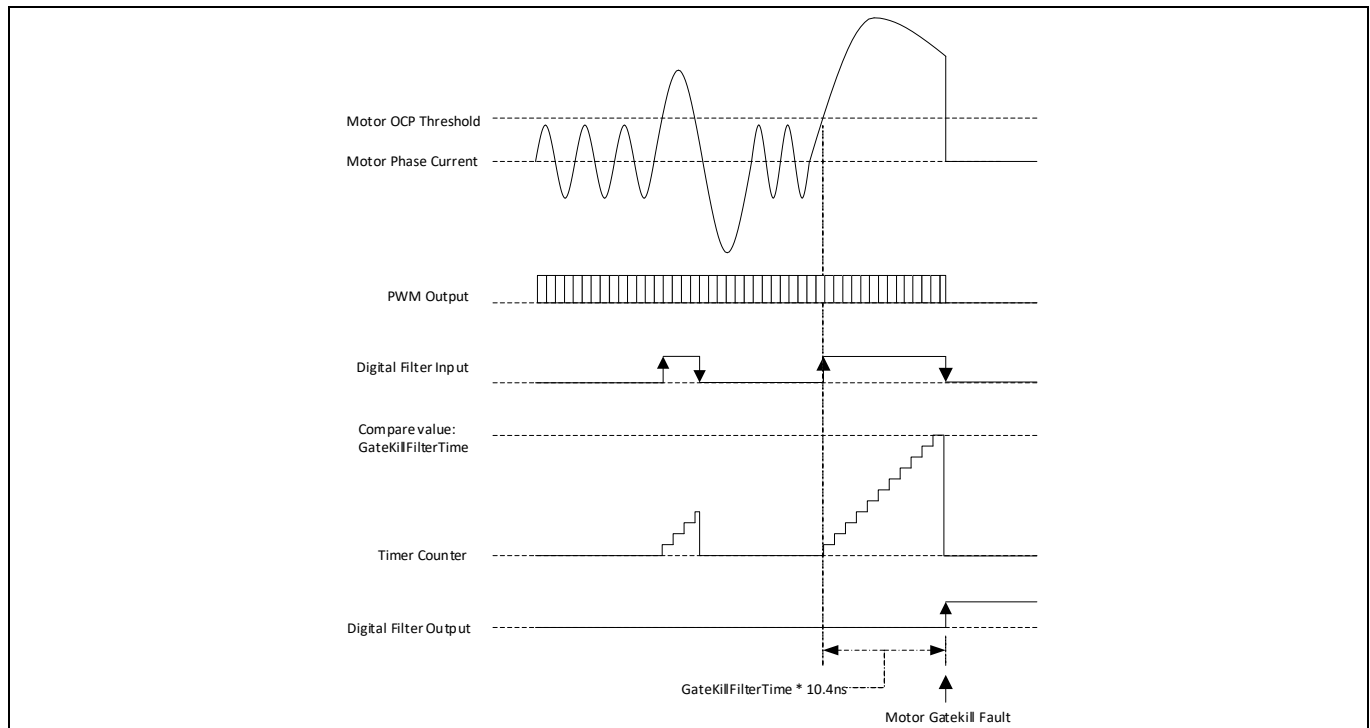 Motor OCP Threshold
Motor Phase Current
PWM Output
Digital Filter Input
Compare value:
GateKillFilterTime
Timer Counter
Digital Filter Output
GateKillFilterTime * 10.4ns
Motor Gatekill Fault